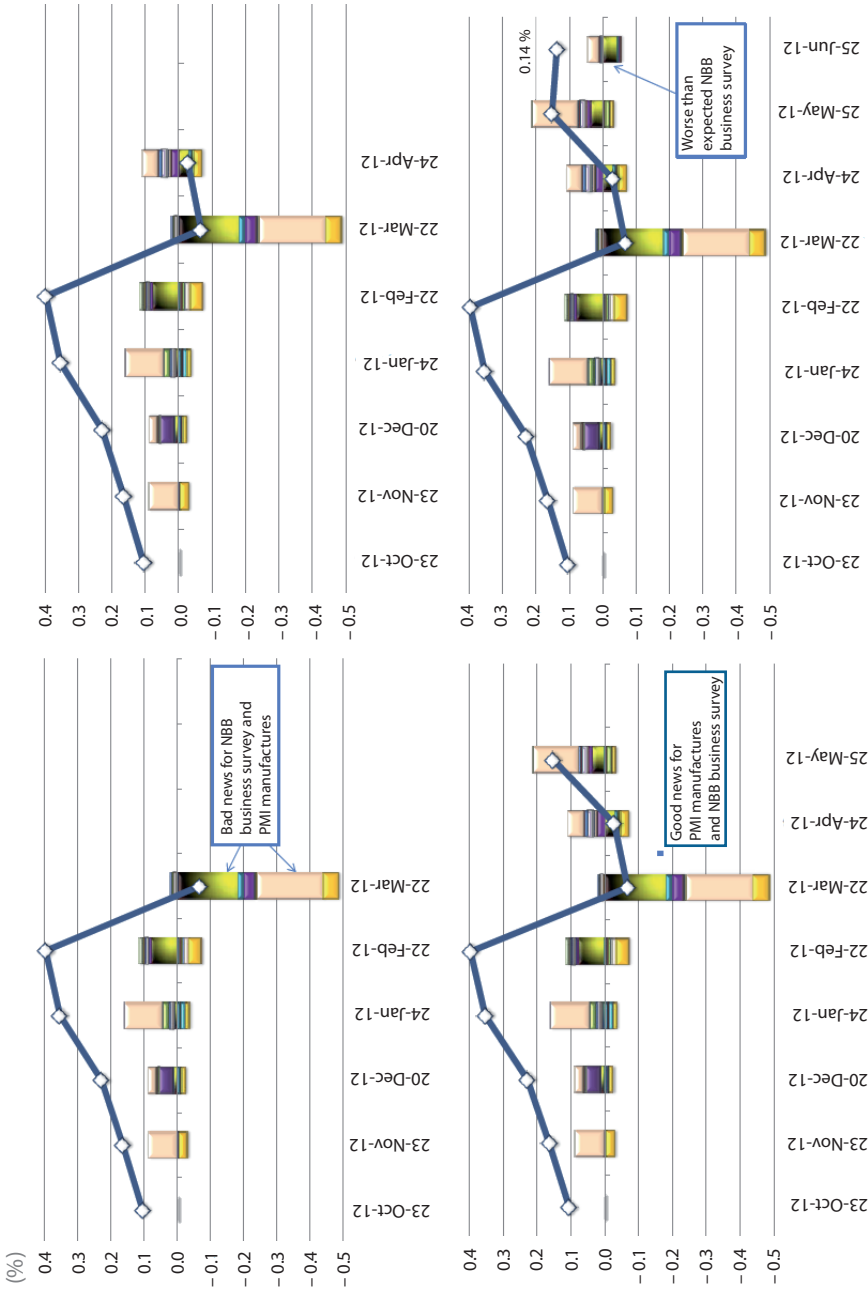 (%)
0.4
0.3
0.2
0.1
0.0
– 0.1
– 0.2
– 0.3
– 0.4
– 0.5
Bad news for NBB
business survey and
PMI manufactures
23-Oct-12
23-Nov-12
20-Dec-12
24-Jan-12
22-Feb-12
22-Mar-12
0.4
0.3
0.2
0.1
0.0
– 0.1
– 0.2
– 0.3
– 0.4
– 0.5
23-Oct-12
23-Nov-12
20-Dec-12
24-Jan-12
22-Feb-12
22-Mar-12
24-Apr-12
0.4
0.3
0.2
0.1
0.0
– 0.1
– 0.2
– 0.3
– 0.4
– 0.5
Good news for
PMI manufactures
and NBB business survey
23-Oct-12
23-Nov-12
20-Dec-12
24-Jan-12
22-Feb-12
22-Mar-12
24-Apr-12
25-May-12
0.4
0.3
0.2
0.1
0.0
– 0.1
– 0.2
– 0.3
– 0.4
– 0.5
0.14 %
Worse than
expected NBB
business survey
23-Oct-12
23-Nov-12
20-Dec-12
24-Jan-12
22-Feb-12
22-Mar-12
24-Apr-12
25-May-12
25-Jun-12